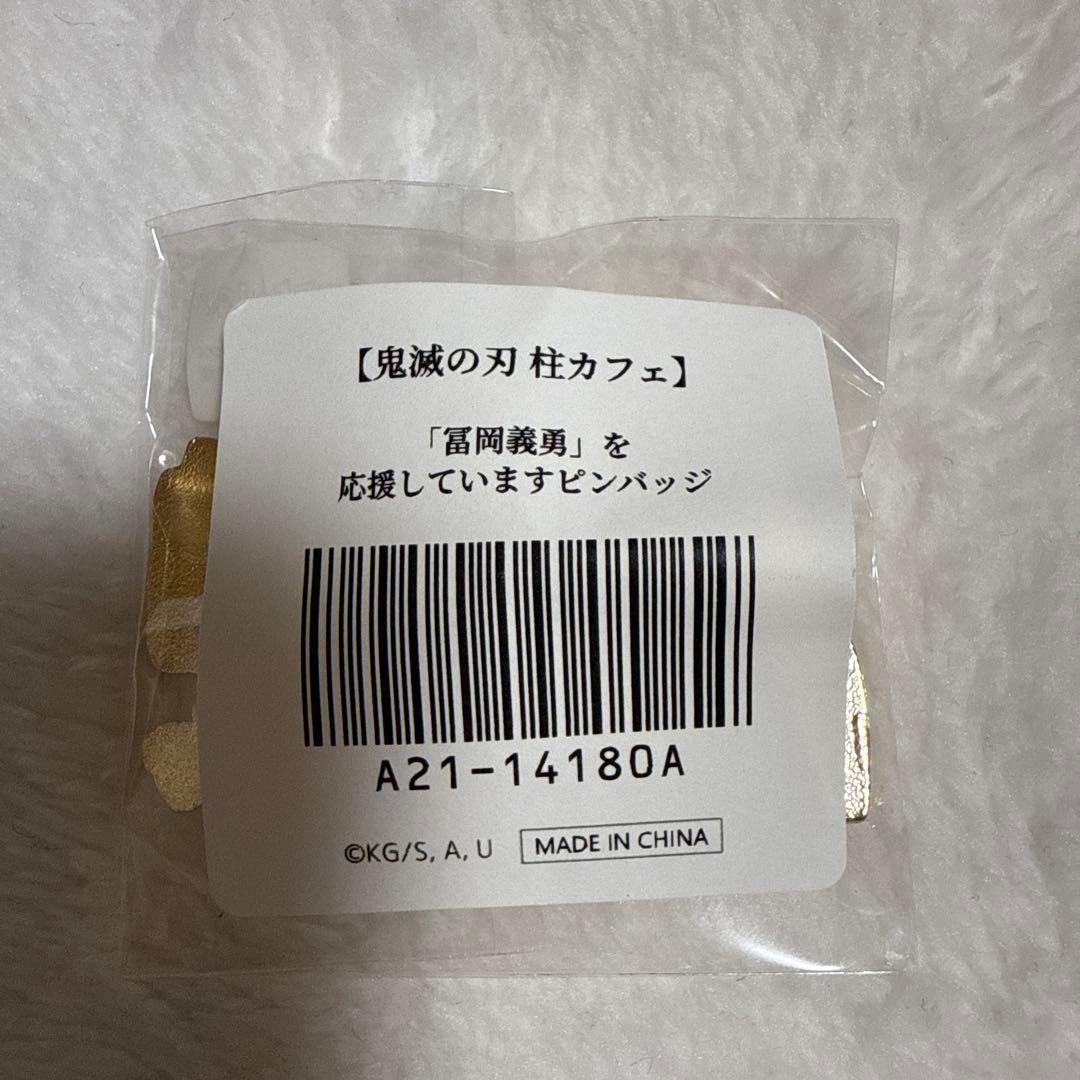 【鬼滅の刃 柱カフェ】
「冨岡義勇」を
応援していますピンバッジ
A21-14180A
©KG/S, A, U
MADE IN CHINA